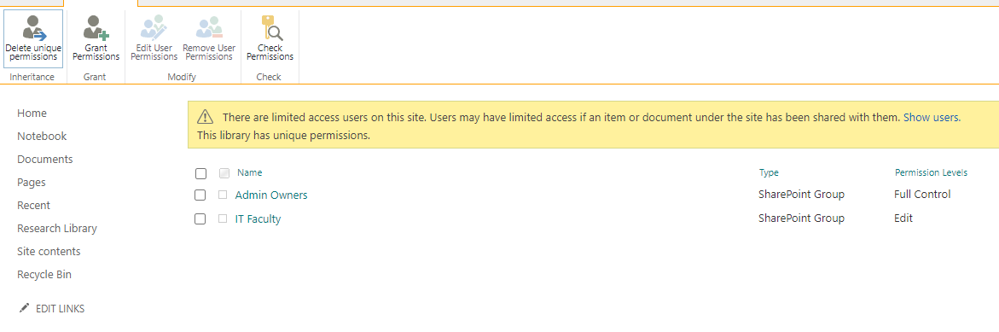 Delete unique permissions
Grant Permissions
Edit User Permissions
Remove User Permissions
Check Permissions
Inheritance
Grant
Modify
Check
Home
Notebook
Documents
Pages
Recent
Research Library
Site contents
Recycle Bin
EDIT LINKS
There are limited access users on this site. Users may have limited access if an item or document under the site has been shared with them. Show users.
This library has unique permissions.
Name Type Permission Levels
Admin Owners SharePoint Group Full Control
IT Faculty SharePoint Group Edit